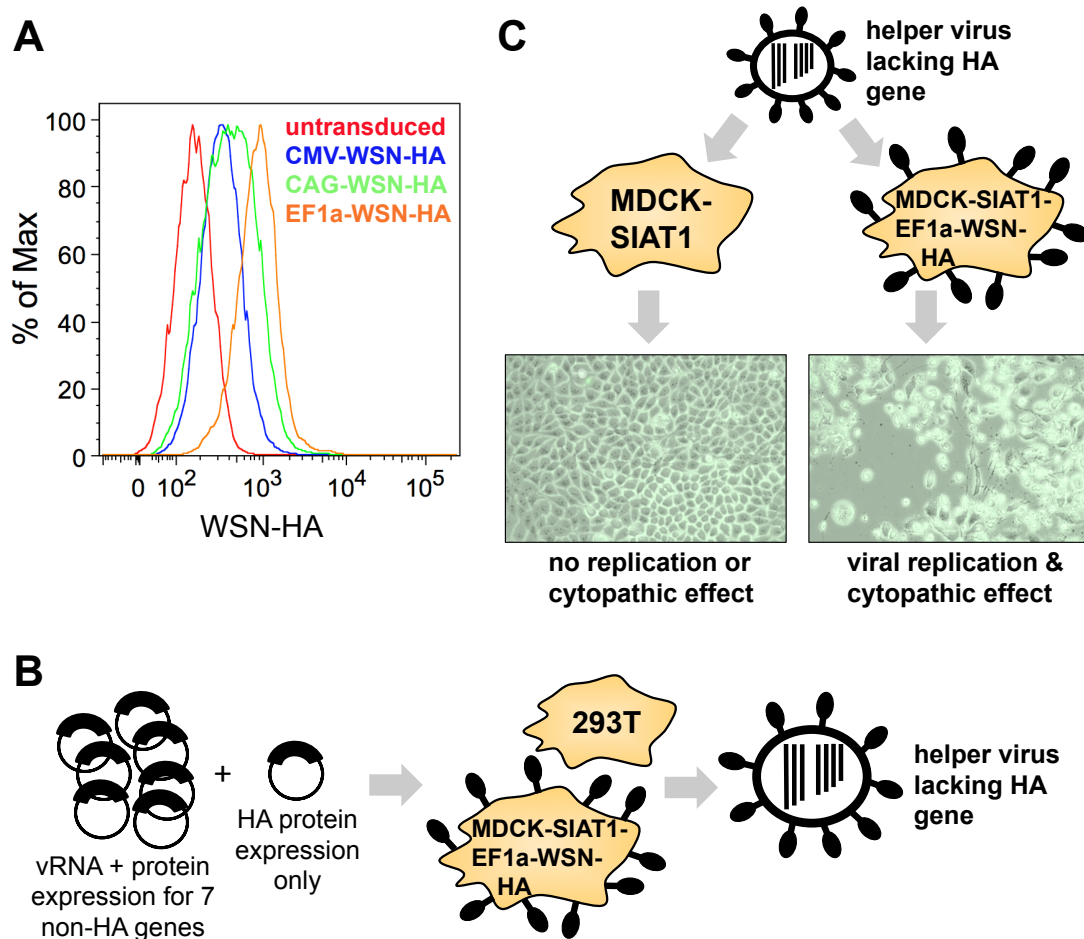 A
100
80
60
40
20
0
% of Max
untransduced
CMV-WSN-HA
CAG-WSN-HA
EF1a-WSN-HA
0 10² 10³ 10⁴ 10⁵
WSN-HA
C
helper virus
lacking HA
gene
MDCK-
SIAT1
MDCK-SIAT1-
EF1a-WSN-
HA
no replication or
cytopathic effect
viral replication &
cytopathic effect
B
+
vRNA + protein
expression for 7
non-HA genes
HA protein
expression
only
293T
MDCK-SIAT1-
EF1a-WSN-
HA
helper virus
lacking HA
gene